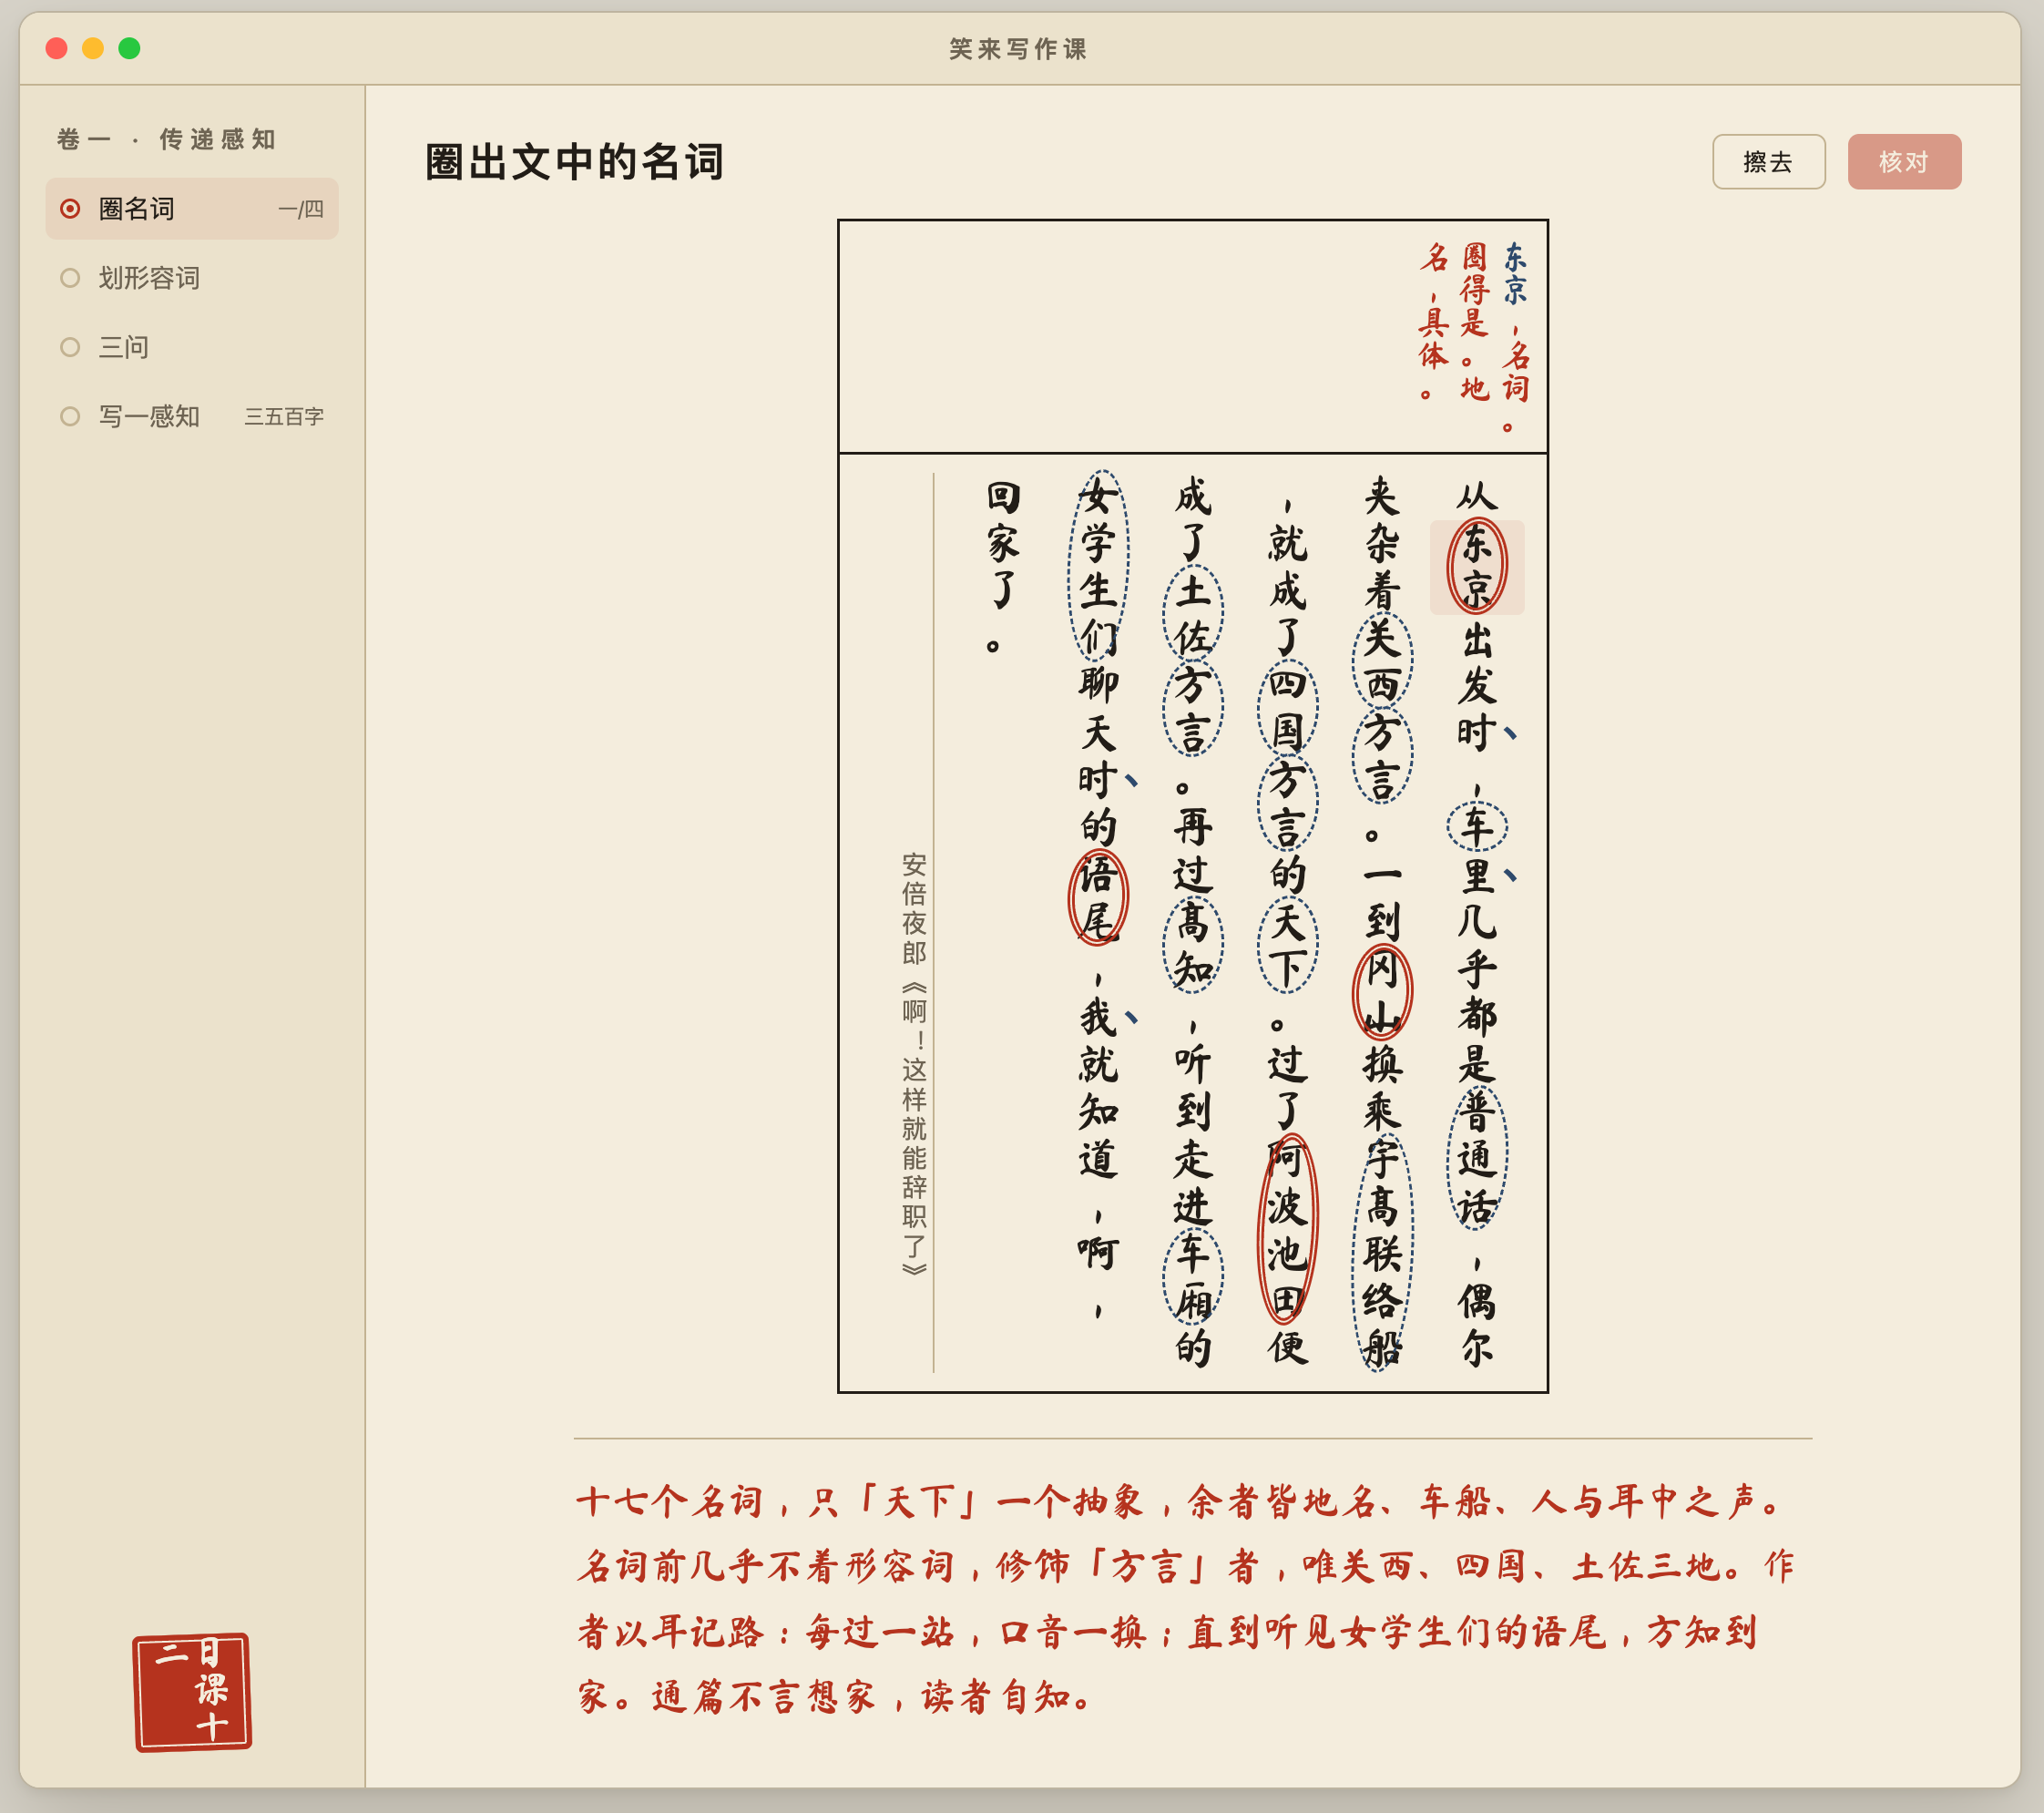 笑来写作课
卷一 · 传递感知
圈名词 一/四
划形容词
三问
写一感知 三五百字
日课十
二
圈出文中的名词
擦去
核对
东京，名词。
圈得是。地
名，具体。
从东京出发时，车里几乎都是普通话，偶尔
夹杂着关西方言。一到冈山换乘宇高联络船
，就成了四国方言的天下。过了阿波池田便
成了土佐方言。再过高知，听到走进车厢的
女学生们聊天时的语尾，我就知道，啊，
回家了。
安倍夜郎《啊！这样就能辞职了》
十七个名词，只「天下」一个抽象，余者皆地名、车船、人与耳中之声。
名词前几乎不着形容词，修饰「方言」者，唯关西、四国、土佐三地。作
者以耳记路：每过一站，口音一换；直到听见女学生们的语尾，方知到
家。通篇不言想家，读者自知。